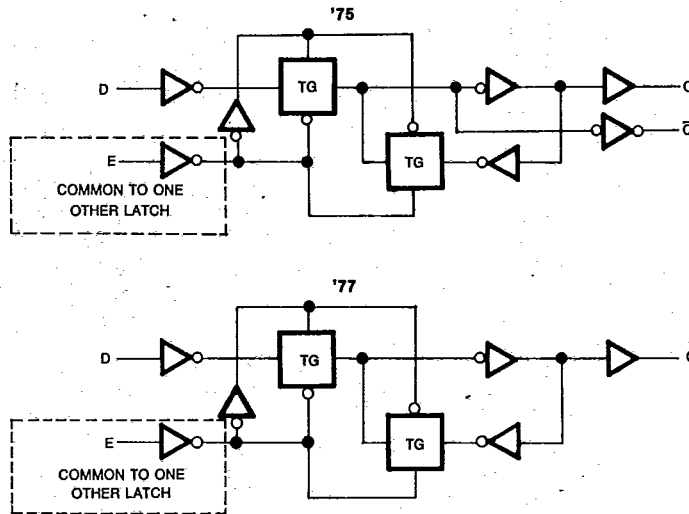 '75
D
TG
TG
E
COMMON TO ONE
OTHER LATCH
'77
D
TG
TG
E
COMMON TO ONE
OTHER LATCH